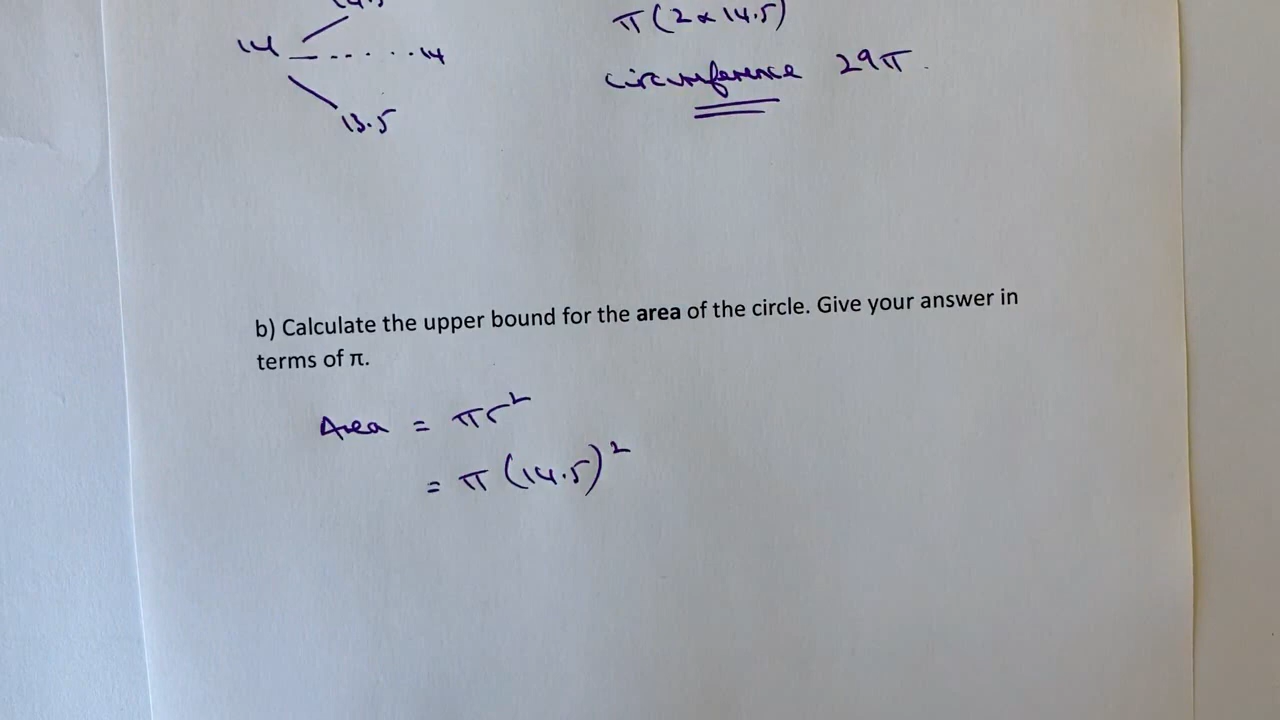 π(2×14.5)
14 ---....14
circumference 29π.
13.5
b) Calculate the upper bound for the area of the circle. Give your answer in
terms of π.
Area = πr²
= π(14.5)²